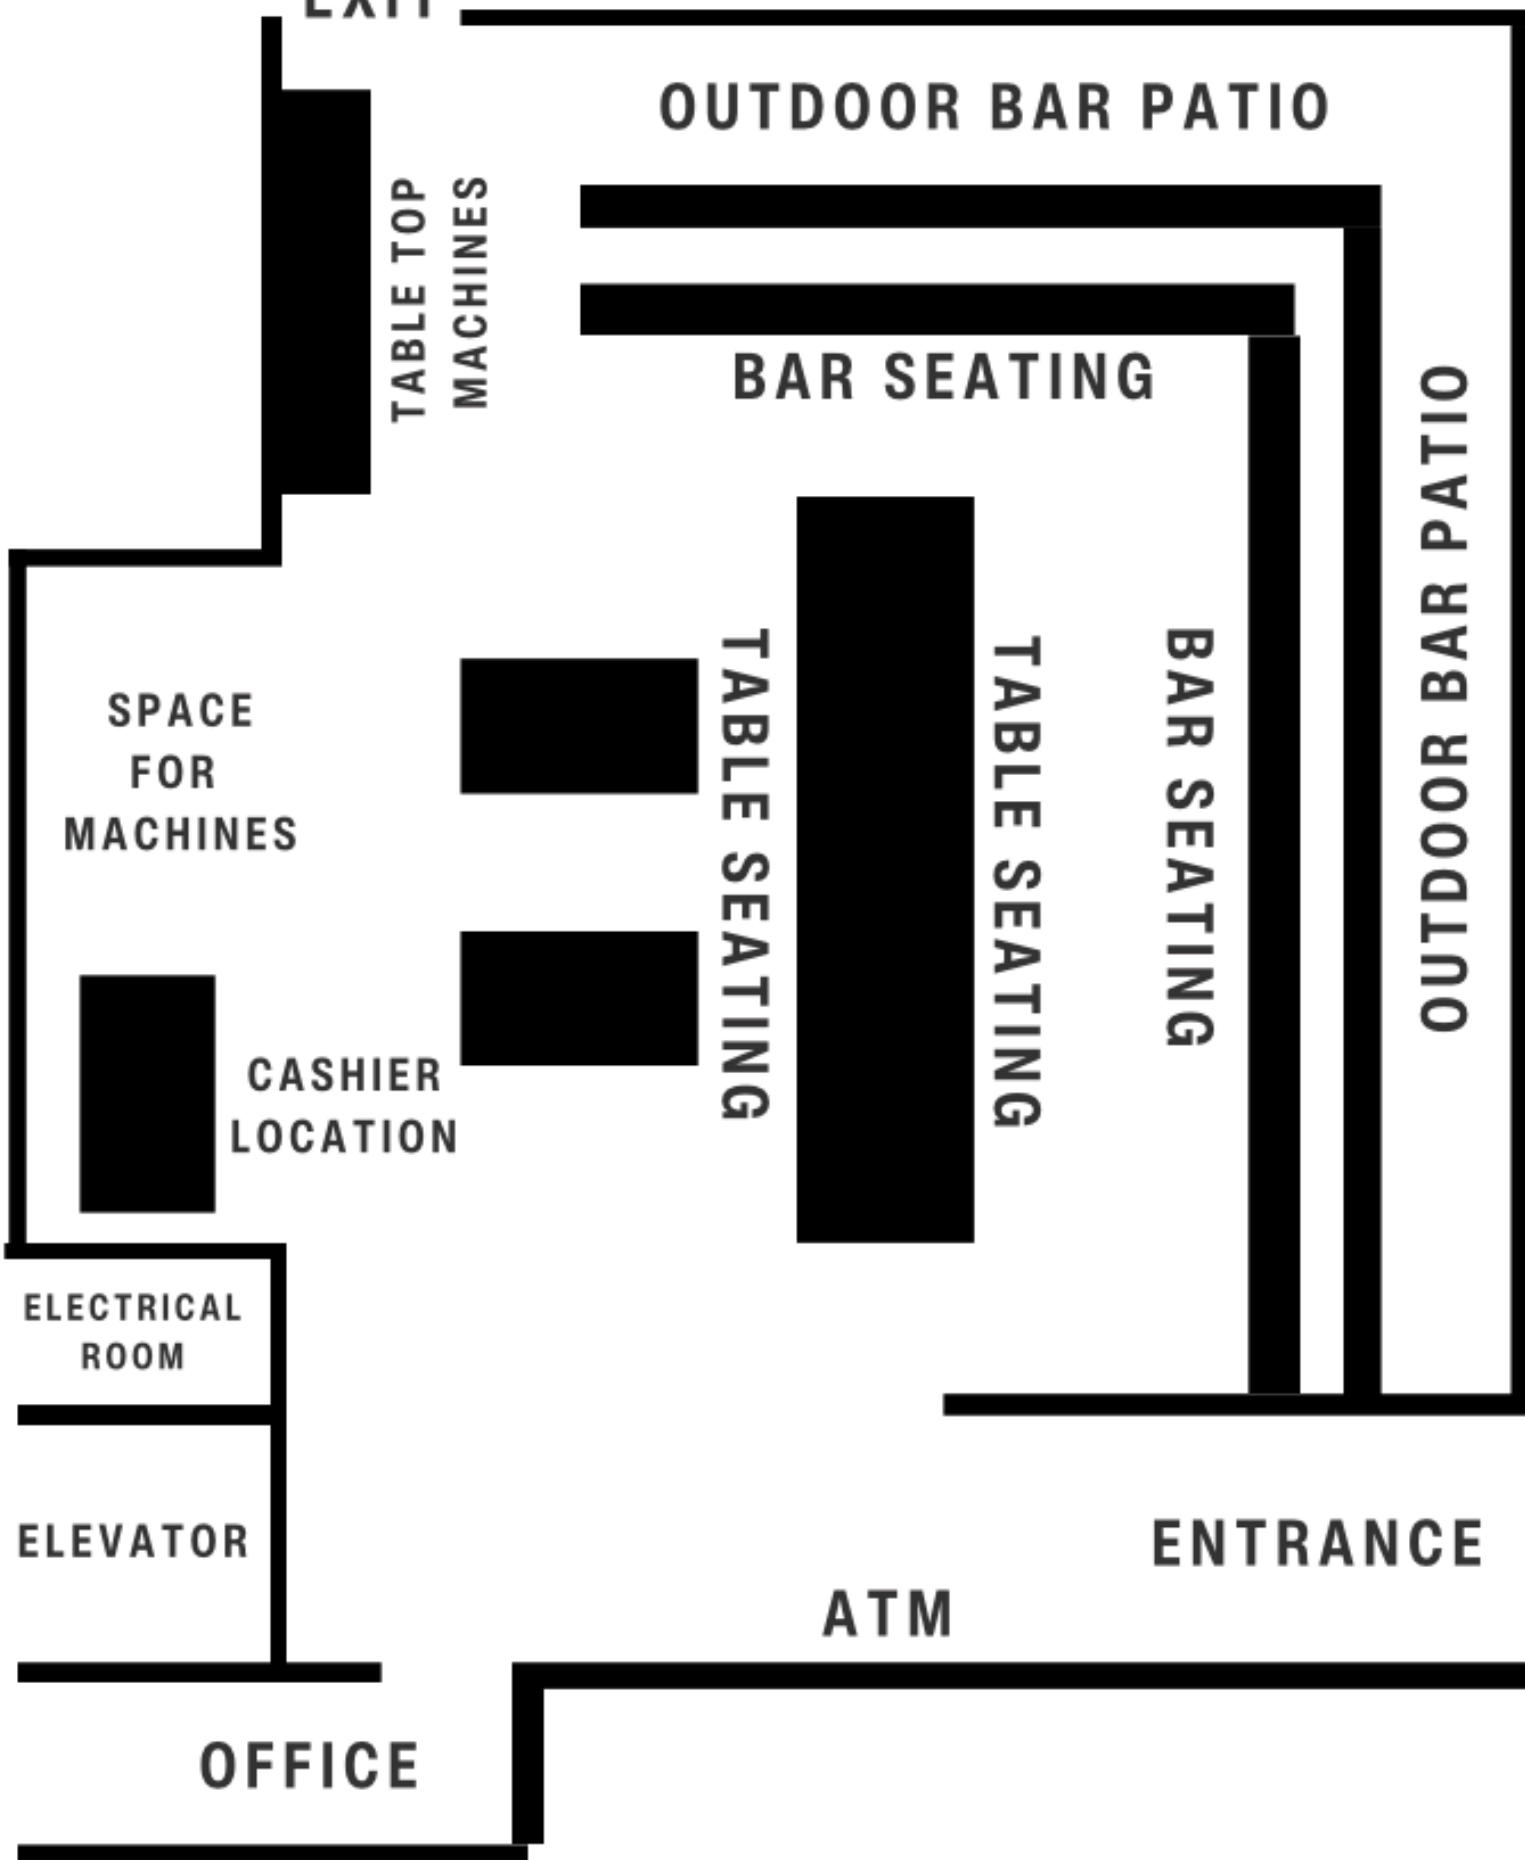 EXIT
OUTDOOR BAR PATIO
TABLE TOP
MACHINES
BAR SEATING
OUTDOOR BAR PATIO
TABLE SEATING
TABLE SEATING
BAR SEATING
SPACE
FOR
MACHINES
CASHIER
LOCATION
ELECTRICAL
ROOM
ELEVATOR
ENTRANCE
ATM
OFFICE